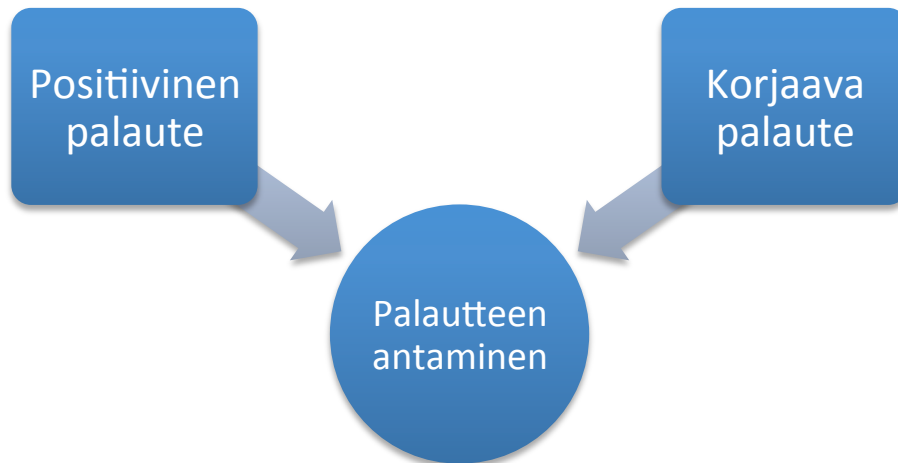 Positiivinen
palaute
Korjaava
palaute
Palautteen
antaminen